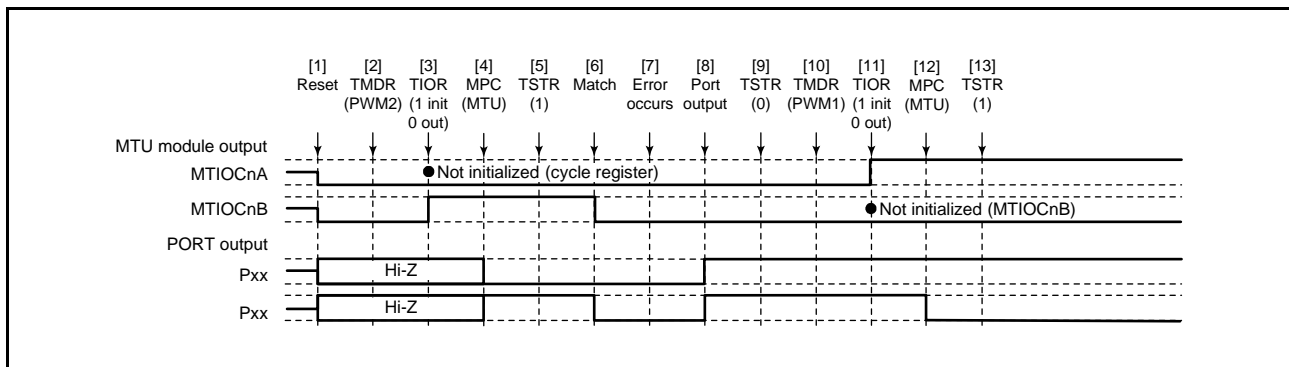 [1] [2] [3] [4] [5] [6] [7] [8] [9] [10] [11] [12] [13]
Reset TMDR TIOR MPC TSTR Match Error Port TSTR TMDR TIOR MPC TSTR
(PWM2) (1 init (MTU) (1) occurs output (0) (PWM1) (1 init (MTU) (1)
0 out) 0 out)
MTU module output
MTIOCnA Not initialized (cycle register)
MTIOCnB Not initialized (MTIOCnB)
PORT output
Pxx Hi-Z
Pxx Hi-Z